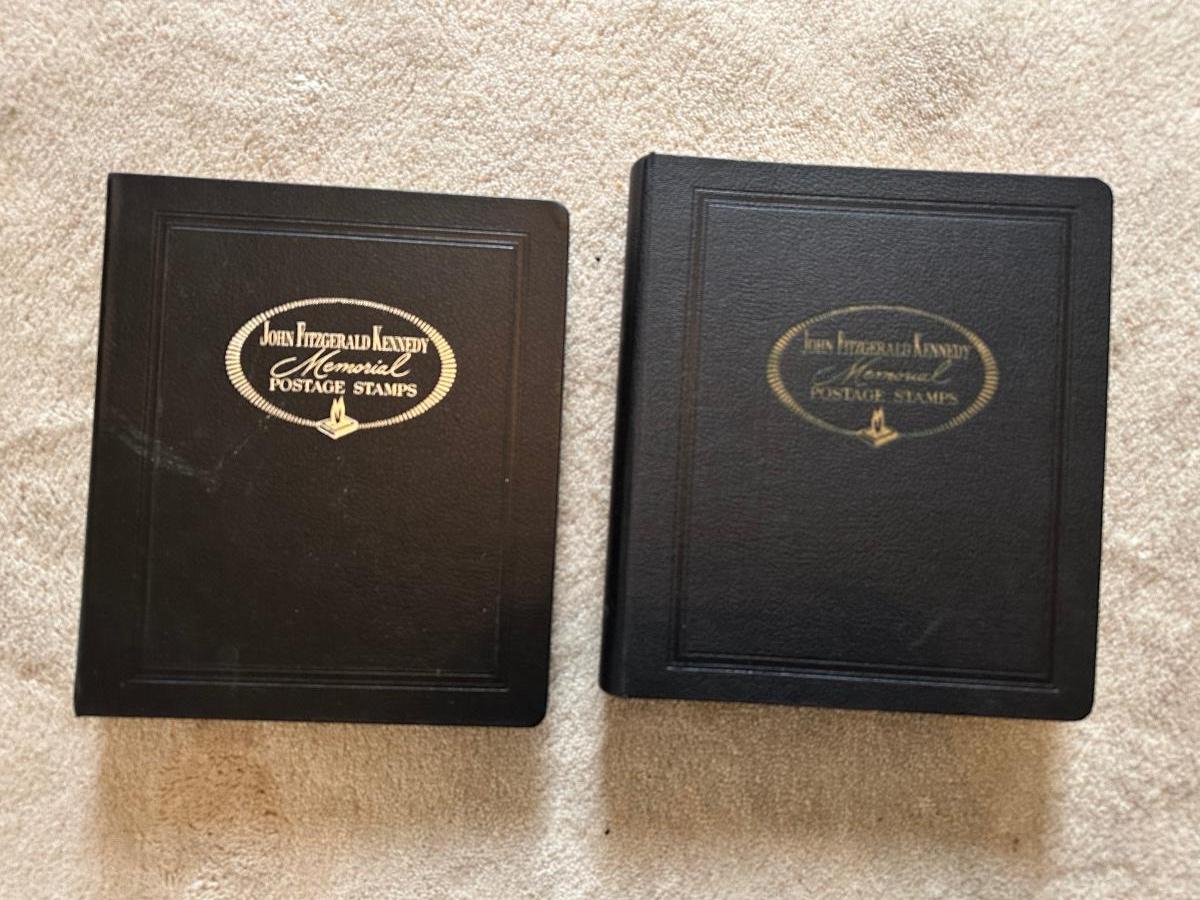 JOHN FITZGERALD KENNEDY
Memorial
POSTAGE STAMPS
JOHN FITZGERALD KENNEDY
Memorial
POSTAGE STAMPS